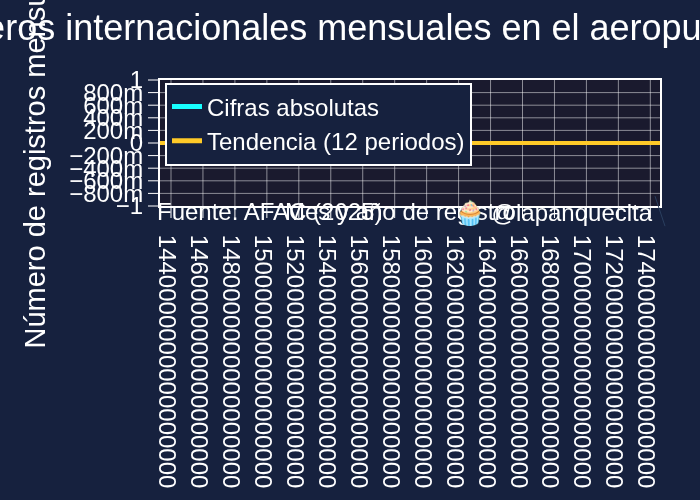 eros internacionales mensuales en el aeropu
Número de registros mensu
1
800m
600m
400m
200m
0
−200m
−400m
−600m
−800m
−1
Cifras absolutas
Tendencia (12 periodos)
Fuente: AFAC (2025)
Mes y año de registro
🧁 @lapanquecita
1440000000000000000
1460000000000000000
1480000000000000000
1500000000000000000
1520000000000000000
1540000000000000000
1560000000000000000
1580000000000000000
1600000000000000000
1620000000000000000
1640000000000000000
1660000000000000000
1680000000000000000
1700000000000000000
1720000000000000000
1740000000000000000